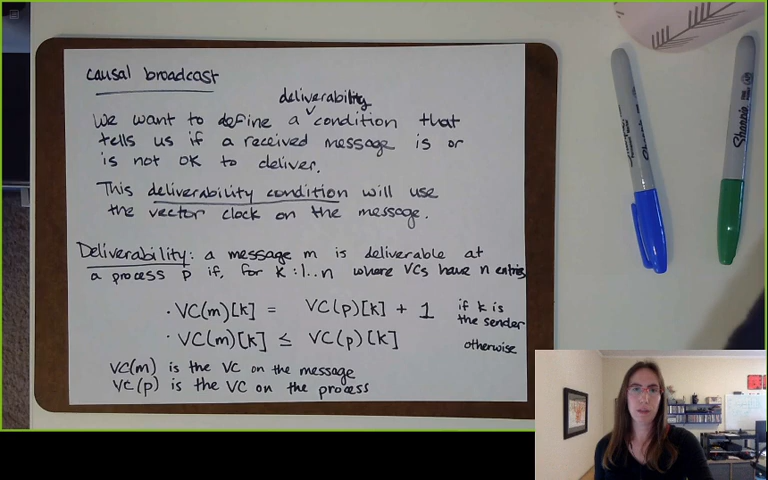 causal broadcast
deliverability
We want to define a ˅ condition that
tells us if a received message is or
is not OK to deliver.
This deliverability condition will use
the vector clock on the message.
Deliverability: a message m is deliverable at
a process p if, for K:1..n where VCs have n entries
· VC(m)[k] = VC(p)[k] + 1 if k is
the sender
· VC(m)[k] ≤ VC(p)[k] otherwise
VC(m) is the VC on the message
VC(p) is the VC on the process
Sharpie